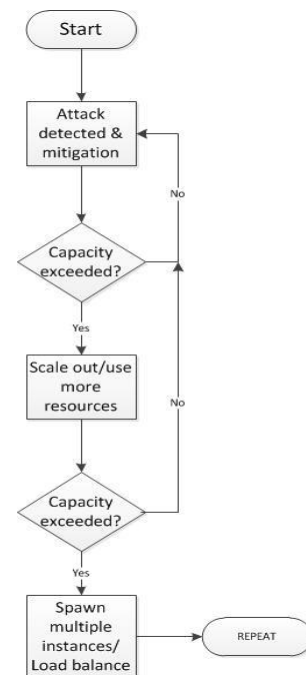 Start
Attack
detected &
mitigation
No
Capacity
exceeded?
Yes
Scale out/use
more
resources
No
Capacity
exceeded?
Yes
Spawn
multiple
instances/
Load balance
REPEAT